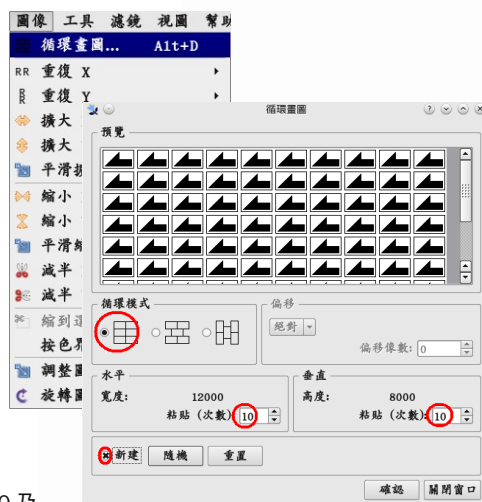 圖像 工具 濾鏡 視圖
循環畫圖... Alt+D
RR 重復 X
重復 Y
擴大
擴大
平滑
縮小
縮小
平滑
減半
減半
縮到
按色
調整
旋轉
循環畫圖
預覽
循環模式
偏移
絕對
偏移像數: 0
水平
寬度: 12000
粘貼 (次數) 10
垂直
高度: 8000
粘貼 (次數): 10
新建 隨機 重置
確認 關閉窗口
乃